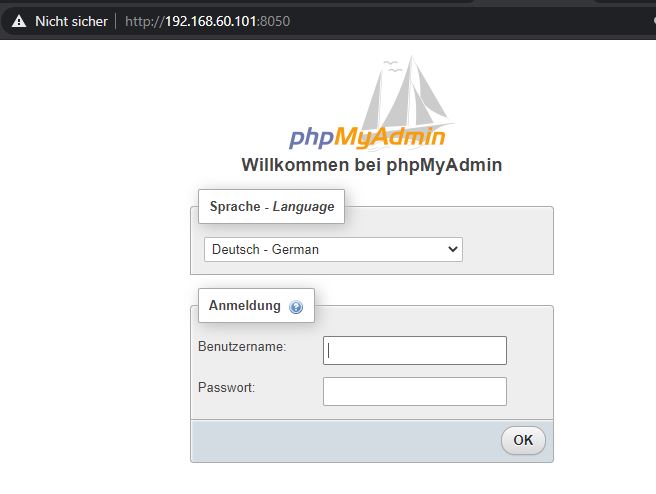 Nicht sicher http://192.168.60.101:8050
phpMyAdmin
Willkommen bei phpMyAdmin
Sprache - Language
Deutsch - German
Anmeldung
Benutzername:
Passwort:
OK